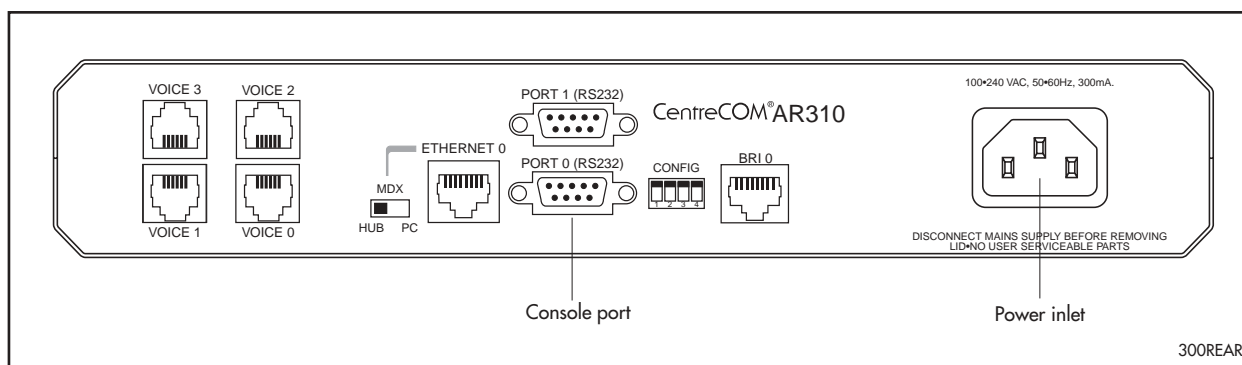 VOICE 3
VOICE 2
VOICE 1
VOICE 0
ETHERNET 0
MDX
HUB PC
PORT 1 (RS232)
PORT 0 (RS232)
CentreCOM® AR310
CONFIG
1 2 3 4
BRI 0
100•240 VAC, 50•60Hz, 300mA.
DISCONNECT MAINS SUPPLY BEFORE REMOVING
LID•NO USER SERVICEABLE PARTS
Console port
Power inlet
300REAR